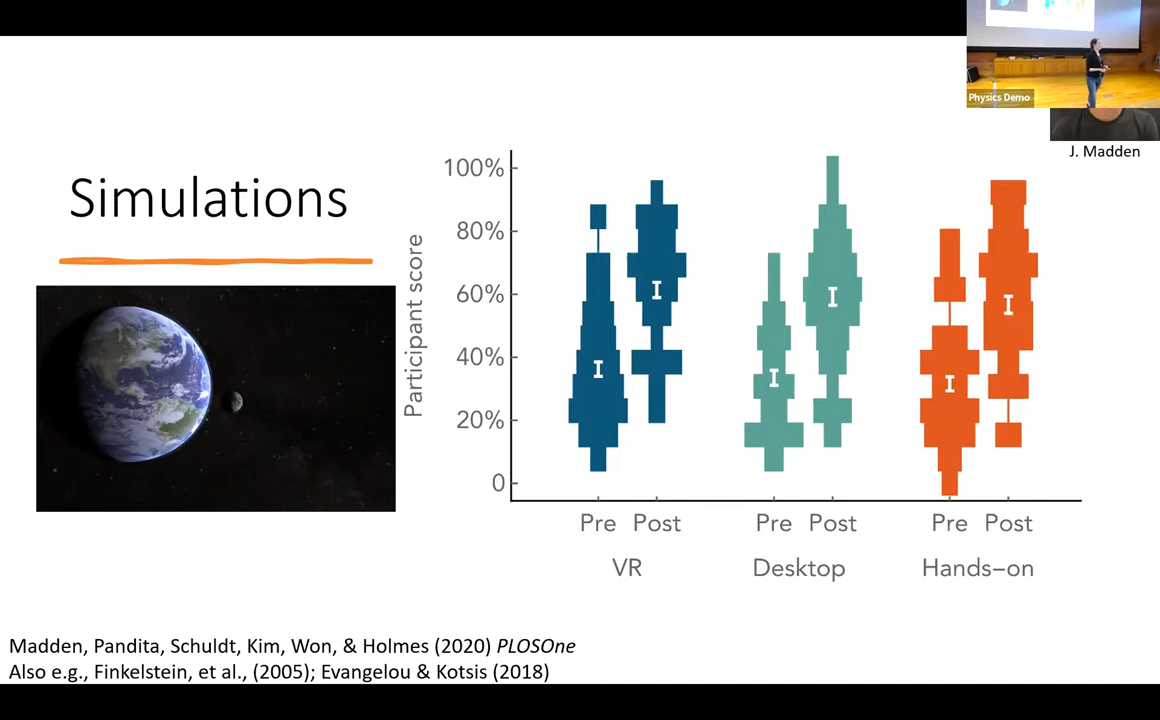 Physics Demo
J. Madden
Simulations
Participant score
100%
80%
60%
40%
20%
0
Pre Post Pre Post Pre Post
VR Desktop Hands–on
Madden, Pandita, Schuldt, Kim, Won, & Holmes (2020) PLOSOne
Also e.g., Finkelstein, et al., (2005); Evangelou & Kotsis (2018)